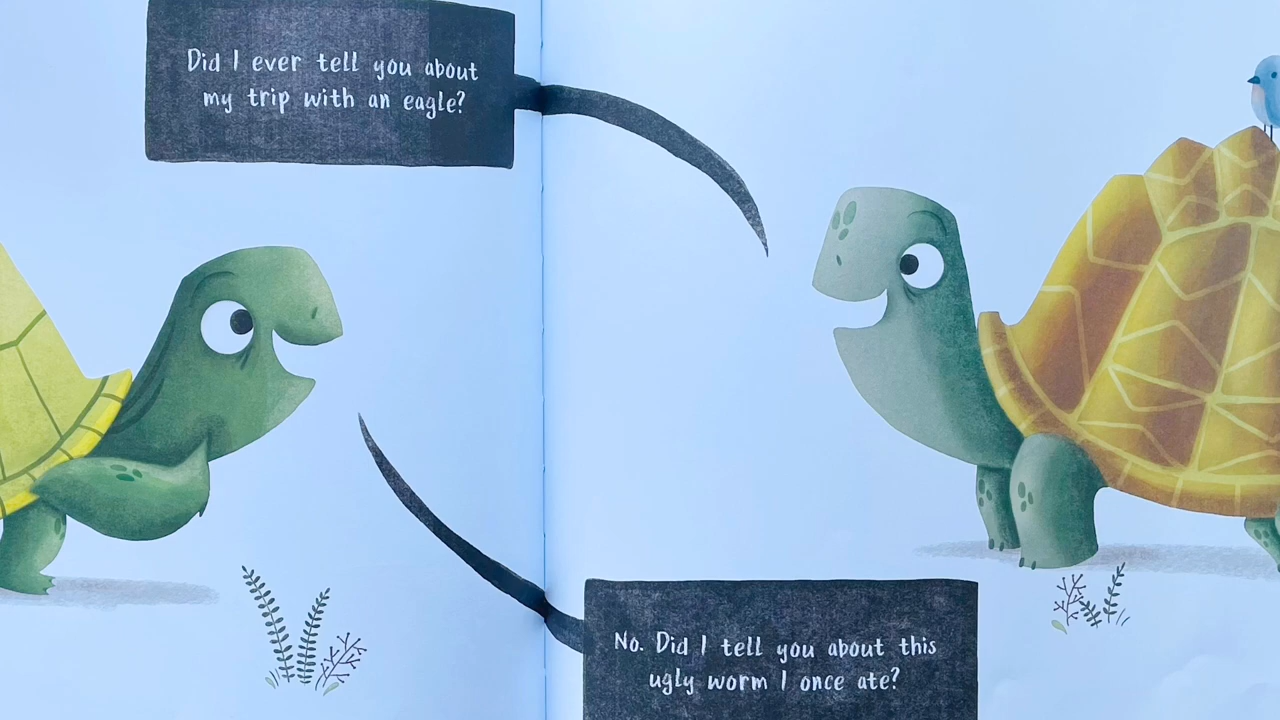 Did I ever tell you about
my trip with an eagle?
No. Did I tell you about this
ugly worm I once ate?